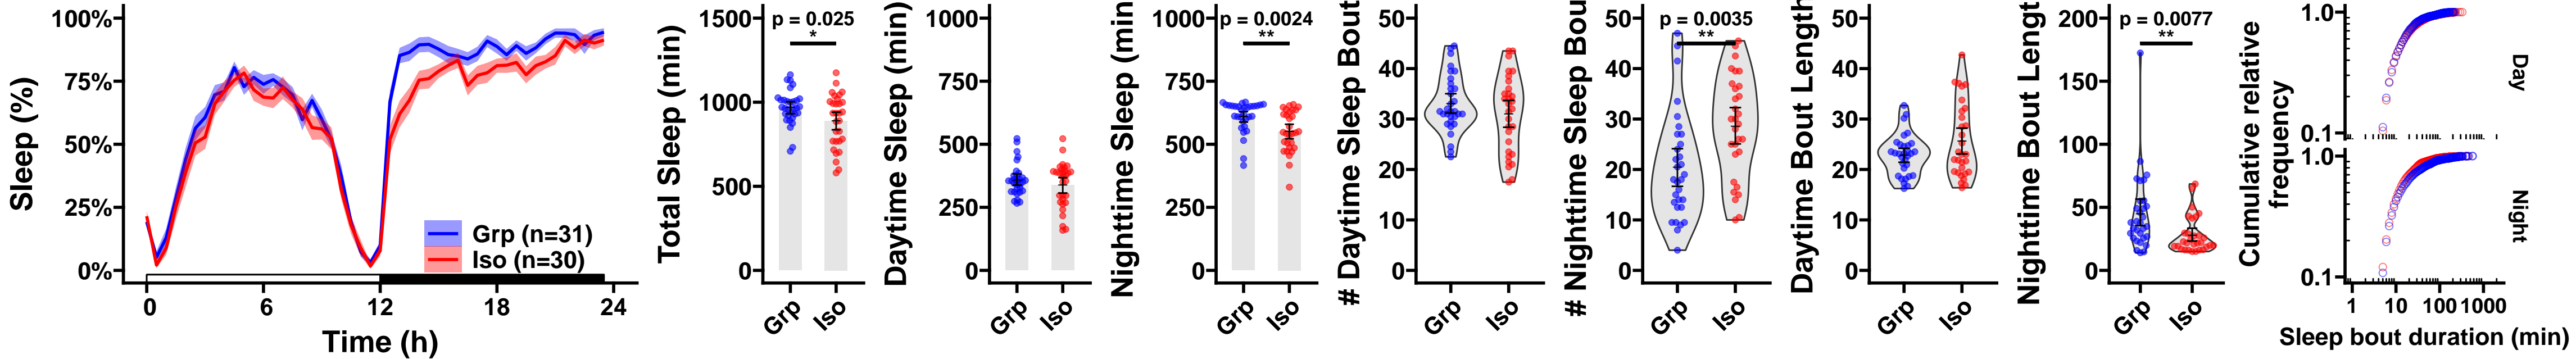 Sleep (%)
100%
75%
50%
25%
0%
Grp (n=31)
Iso (n=30)
0
6
12
18
24
Time (h)
Total Sleep (min)
1500
1000
500
0
p = 0.025
*
Grp
Iso
Daytime Sleep (min)
1000
750
500
250
0
Grp
Iso
Nighttime Sleep (min
1000
750
500
250
0
p = 0.0024
**
Grp
Iso
# Daytime Sleep Bout
50
40
30
20
10
0
Grp
Iso
# Nighttime Sleep Bou
50
40
30
20
10
0
p = 0.0035
**
Grp
Iso
Daytime Bout Length
50
40
30
20
10
0
Grp
Iso
Nighttime Bout Lengt
200
150
100
50
0
p = 0.0077
**
Grp
Iso
Cumulative relative
frequency
1.0
0.1
Day
1.0
0.1
Night
1
10
100
1000
Sleep bout duration (min)